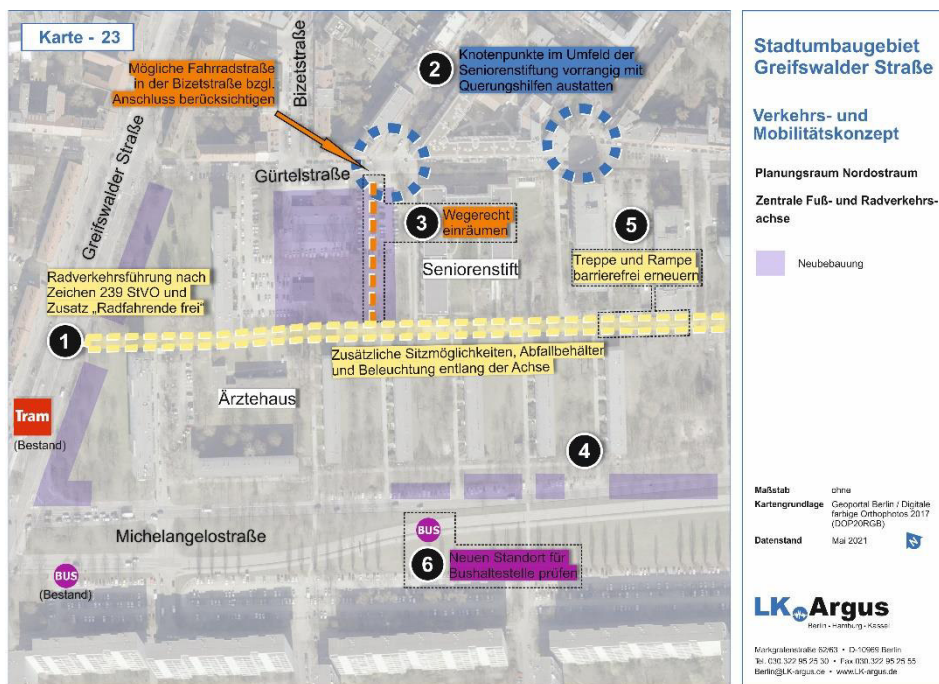 Karte - 23
Mögliche Fahrradstraße
in der Bizetstraße bzgl.
Anschluss berücksichtigen
Bizetstraße
2
Knotenpunkte im Umfeld der
Seniorenstiftung vorrangig mit
Querungshilfen austatten
Greifswalder Straße
Gürtelstraße
3
Wegerecht
einräumen
5
Seniorenstift
Treppe und Rampe
barrierefrei erneuern
Radverkehrsführung nach
Zeichen 239 StVO und
Zusatz „Radfahrende frei“
1
Zusätzliche Sitzmöglichkeiten, Abfallbehälter
und Beleuchtung entlang der Achse
Ärztehaus
Tram
(Bestand)
4
Michelangelostraße
BUS
6
Neuen Standort für
Bushaltestelle prüfen
BUS
(Bestand)
Stadtumbaugebiet
Greifswalder Straße
Verkehrs- und
Mobilitätskonzept
Planungsraum Nordostraum
Zentrale Fuß- und Radverkehrs-
achse
Neubebauung
Maßstab ohne
Kartengrundlage Geoportal Berlin / Digitale
farbige Orthophotos 2017
(DOP20RGB)
Datenstand Mai 2021
LK Argus
Berlin - Hamburg - Kassel
Markgrafenstraße 62/63 • D-10969 Berlin
Tel. 030.322 95 25 30 • Fax 030.322 95 25 55
Berlin@LK-argus.de • www.LK-argus.de